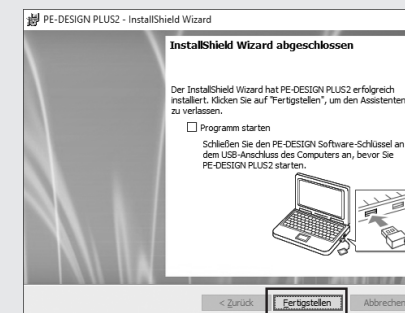 PE-DESIGN PLUS2 - InstallShield Wizard
InstallShield Wizard abgeschlossen
Der InstallShield Wizard hat PE-DESIGN PLUS2 erfolgreich
installiert. Klicken Sie auf "Fertigstellen", um den Assistenten
zu verlassen.
Programm starten
Schließen Sie den PE-DESIGN Software-Schlüssel an
dem USB-Anschluss des Computers an, bevor Sie
PE-DESIGN PLUS2 starten.
< Zurück
Fertigstellen
Abbrechen